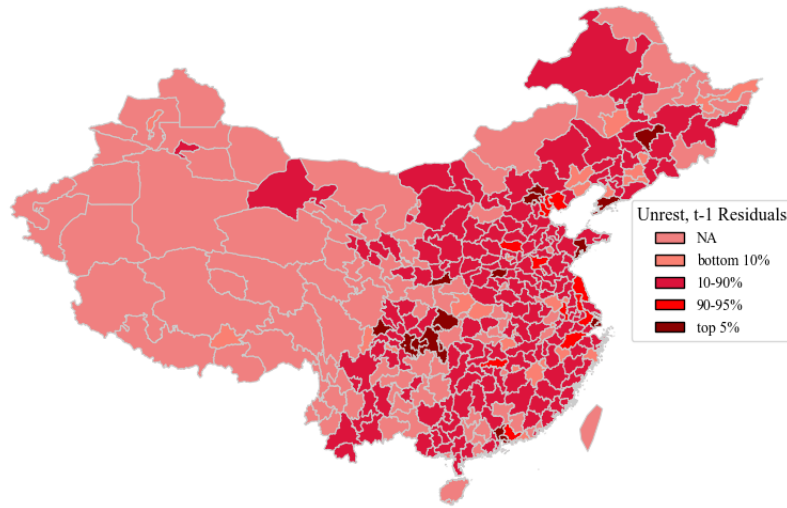 Unrest, t-1 Residuals
NA
bottom 10%
10-90%
90-95%
top 5%